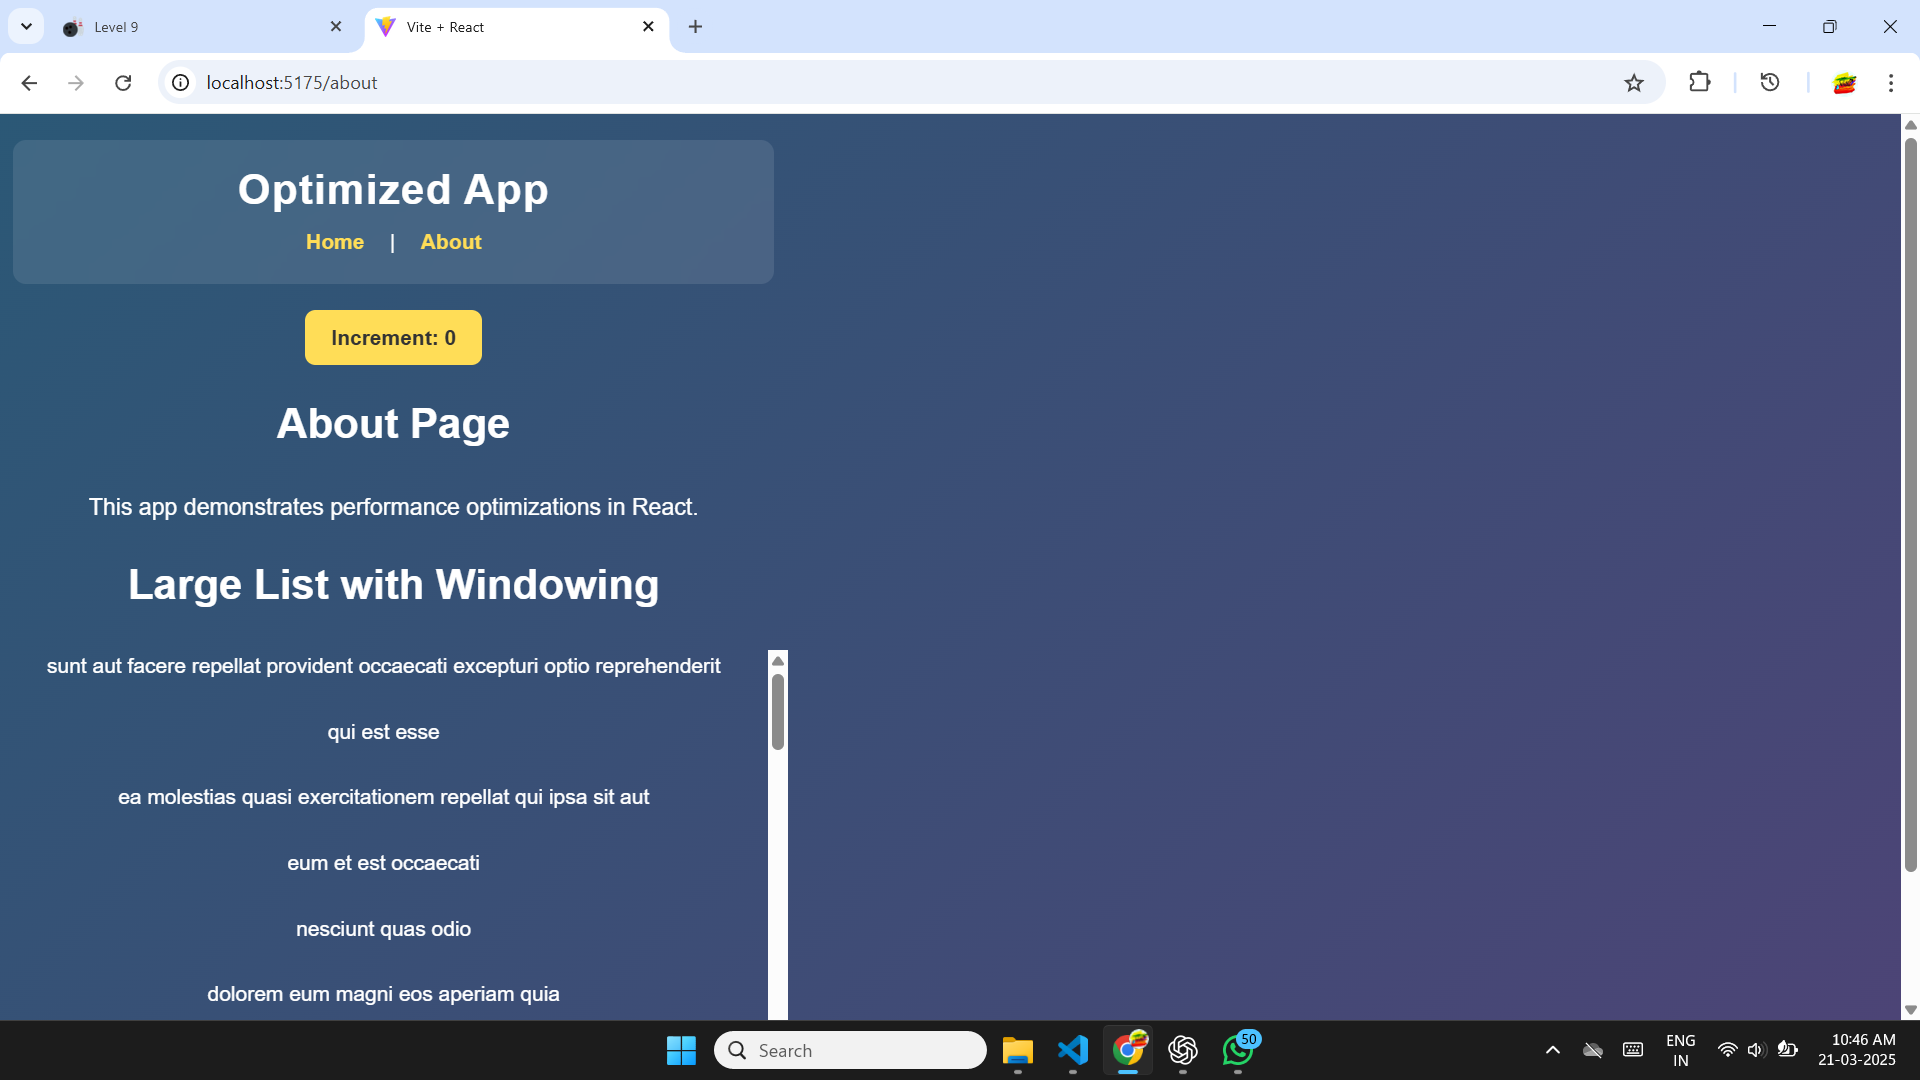 Level 9
Vite + React
localhost:5175/about
Optimized App
Home | About
Increment: 0
About Page
This app demonstrates performance optimizations in React.
Large List with Windowing
sunt aut facere repellat provident occaecati excepturi optio reprehenderit
qui est esse
ea molestias quasi exercitationem repellat qui ipsa sit aut
eum et est occaecati
nesciunt quas odio
dolorem eum magni eos aperiam quia
Search
50
ENG
IN
10:46 AM
21-03-2025